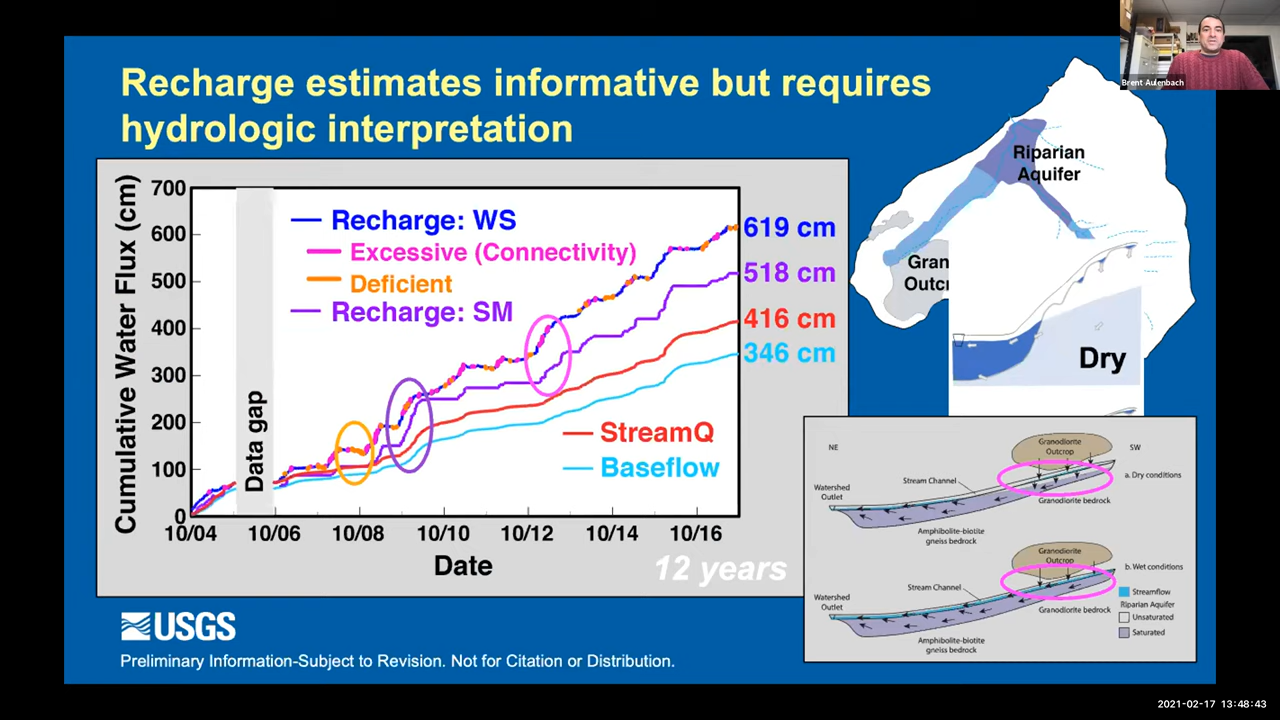 Brent Aulenbach
Recharge estimates informative but requires
hydrologic interpretation
Cumulative Water Flux (cm)
700
600
500
400
300
200
100
0
Data gap
Recharge: WS
Excessive (Connectivity)
Deficient
Recharge: SM
StreamQ
Baseflow
619 cm
518 cm
416 cm
346 cm
10/04
10/06
10/08
10/10
10/12
10/14
10/16
Date
12 years
Riparian
Aquifer
Gran
Outc
Dry
NE
SW
Granodiorite
Outcrop
a. Dry conditions
Stream Channel
Watershed
Outlet
Granodiorite bedrock
Amphibolite-biotite
gneiss bedrock
Granodiorite
Outcrop
b. Wet conditions
Stream Channel
Watershed
Outlet
Granodiorite bedrock
Amphibolite-biotite
gneiss bedrock
Streamflow
Riparian Aquifer
Unsaturated
Saturated
USGS
Preliminary Information-Subject to Revision. Not for Citation or Distribution.
2021-02-17 13:48:43